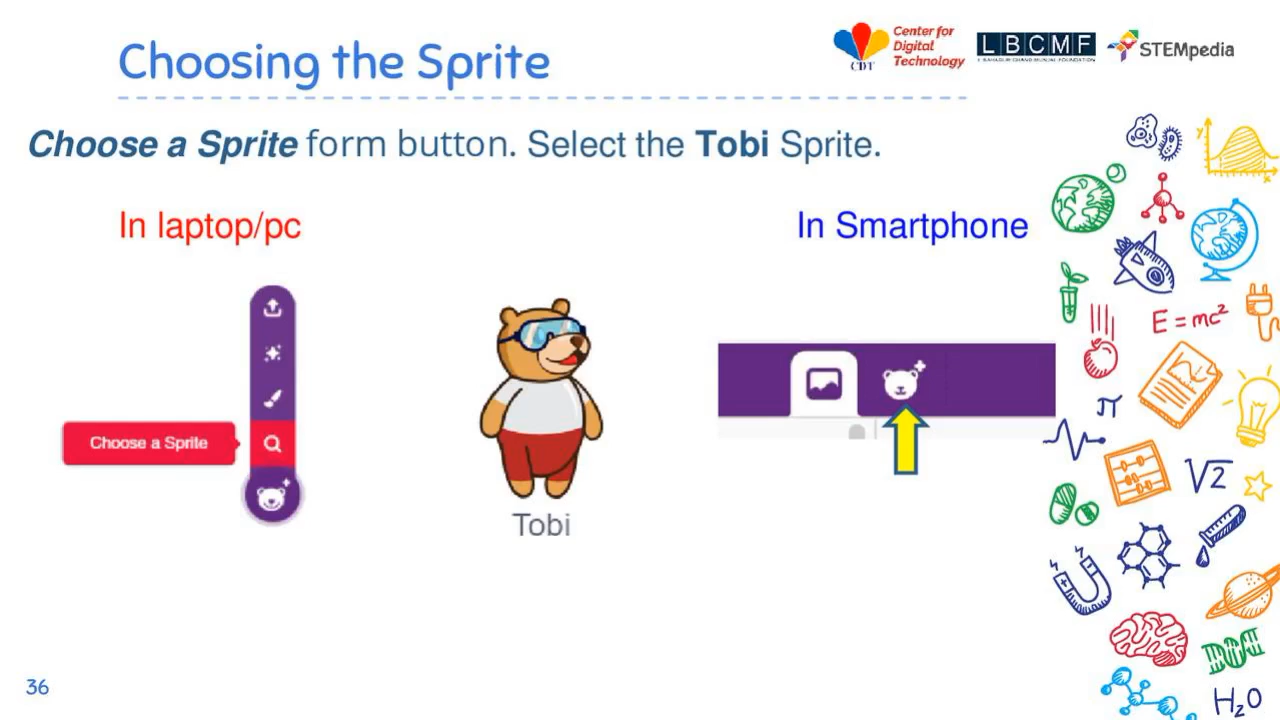 Choosing the Sprite
Center for
Digital
Technology
CDT
LBCMF
STEMpedia
Choose a Sprite form button. Select the Tobi Sprite.
In laptop/pc
In Smartphone
Choose a Sprite
Tobi
y
x
E = mc²
π
√2
H₂O
36